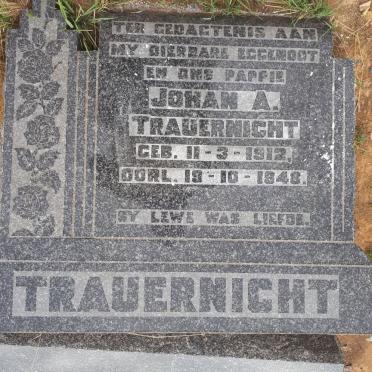 TER GEDAGTENIS AAN
MY DIERBARE EGGENOOT
EN ONS PAPPIE
JOHAN A.
TRAUERNICHT
GEB. 11-3-1912,
OORL. 19-10-1948.
SY LEWE WAS LIEFDE.
TRAUERNICHT